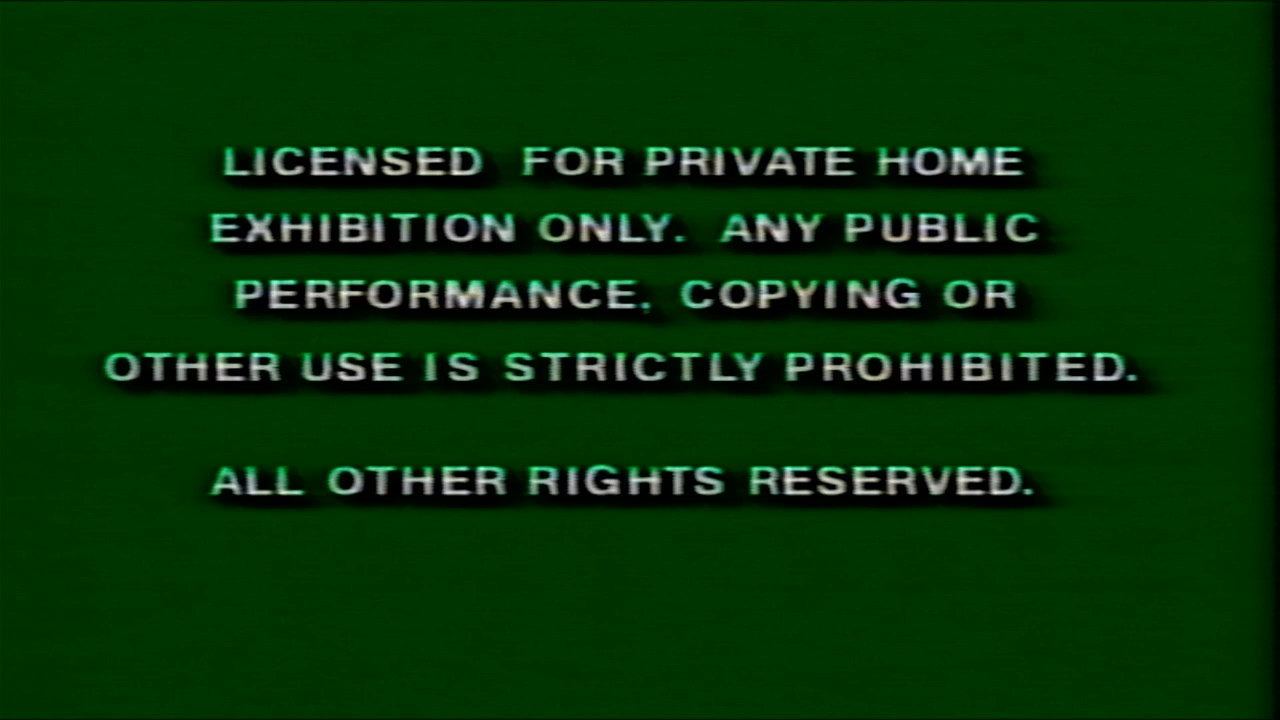 LICENSED FOR PRIVATE HOME
EXHIBITION ONLY. ANY PUBLIC
PERFORMANCE, COPYING OR
OTHER USE IS STRICTLY PROHIBITED.
ALL OTHER RIGHTS RESERVED.